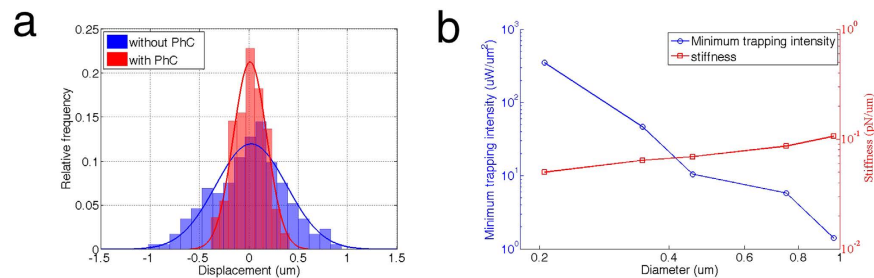 a
without PhC
with PhC
0.25
0.2
0.15
0.1
0.05
0
Relative frequency
-1.5
-1
-0.5
0
0.5
1
1.5
Displacement (um)
b
Minimum trapping intensity
stiffness
10³
10²
10¹
10⁰
Minimum trapping intensity (uW/um²)
10⁰
10⁻¹
10⁻²
Stiffness (pN/um)
0.2
0.4
0.6
0.8
1
Diameter (um)